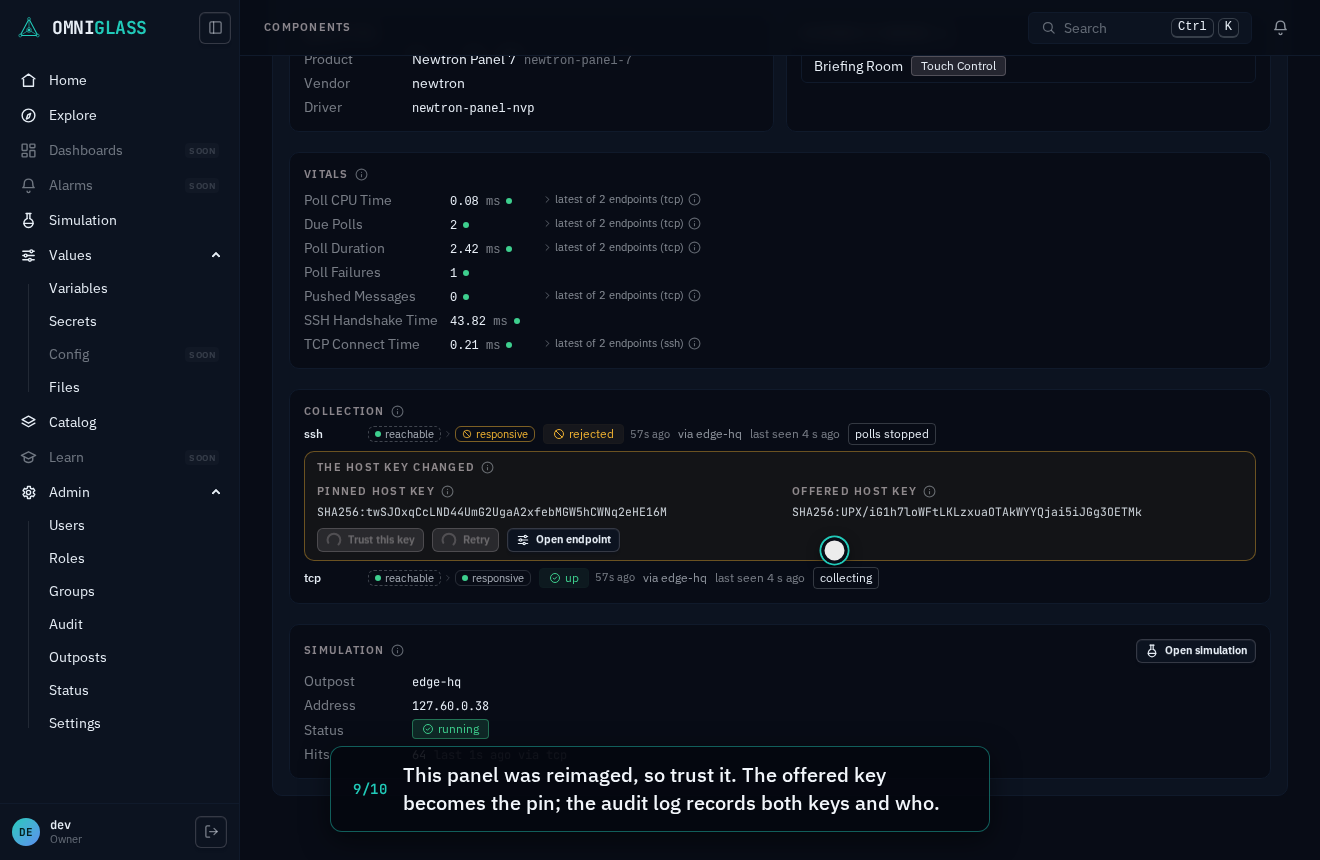 OMNIGLASS
COMPONENTS
Search
Ctrl K
Home
Explore
Dashboards SOON
Alarms SOON
Simulation
Values
Variables
Secrets
Config SOON
Files
Catalog
Learn SOON
Admin
Users
Roles
Groups
Audit
Outposts
Status
Settings
DE
dev
Owner
Product Newtron Panel 7 newtron-panel-7
Vendor newtron
Driver newtron-panel-nvp
Briefing Room Touch Control
VITALS
Poll CPU Time 0.08 ms latest of 2 endpoints (tcp)
Due Polls 2 latest of 2 endpoints (tcp)
Poll Duration 2.42 ms latest of 2 endpoints (tcp)
Poll Failures 1
Pushed Messages 0 latest of 2 endpoints (tcp)
SSH Handshake Time 43.82 ms
TCP Connect Time 0.21 ms latest of 2 endpoints (ssh)
COLLECTION
ssh reachable responsive rejected 57s ago via edge-hq last seen 4 s ago polls stopped
THE HOST KEY CHANGED
PINNED HOST KEY
SHA256:twSJOxqCcLND44UmG2UgaA2xfebMGW5hCWNq2eHE16M
OFFERED HOST KEY
SHA256:UPX/iG1h7loWFtLKLzxuaOTAkWYYQjai5iJGg3OETMk
Trust this key Retry Open endpoint
tcp reachable responsive up 57s ago via edge-hq last seen 4 s ago collecting
SIMULATION
Open simulation
Outpost edge-hq
Address 127.60.0.38
Status running
Hits 64 last 1s ago via tcp
9/10
This panel was reimaged, so trust it. The offered key
becomes the pin; the audit log records both keys and who.